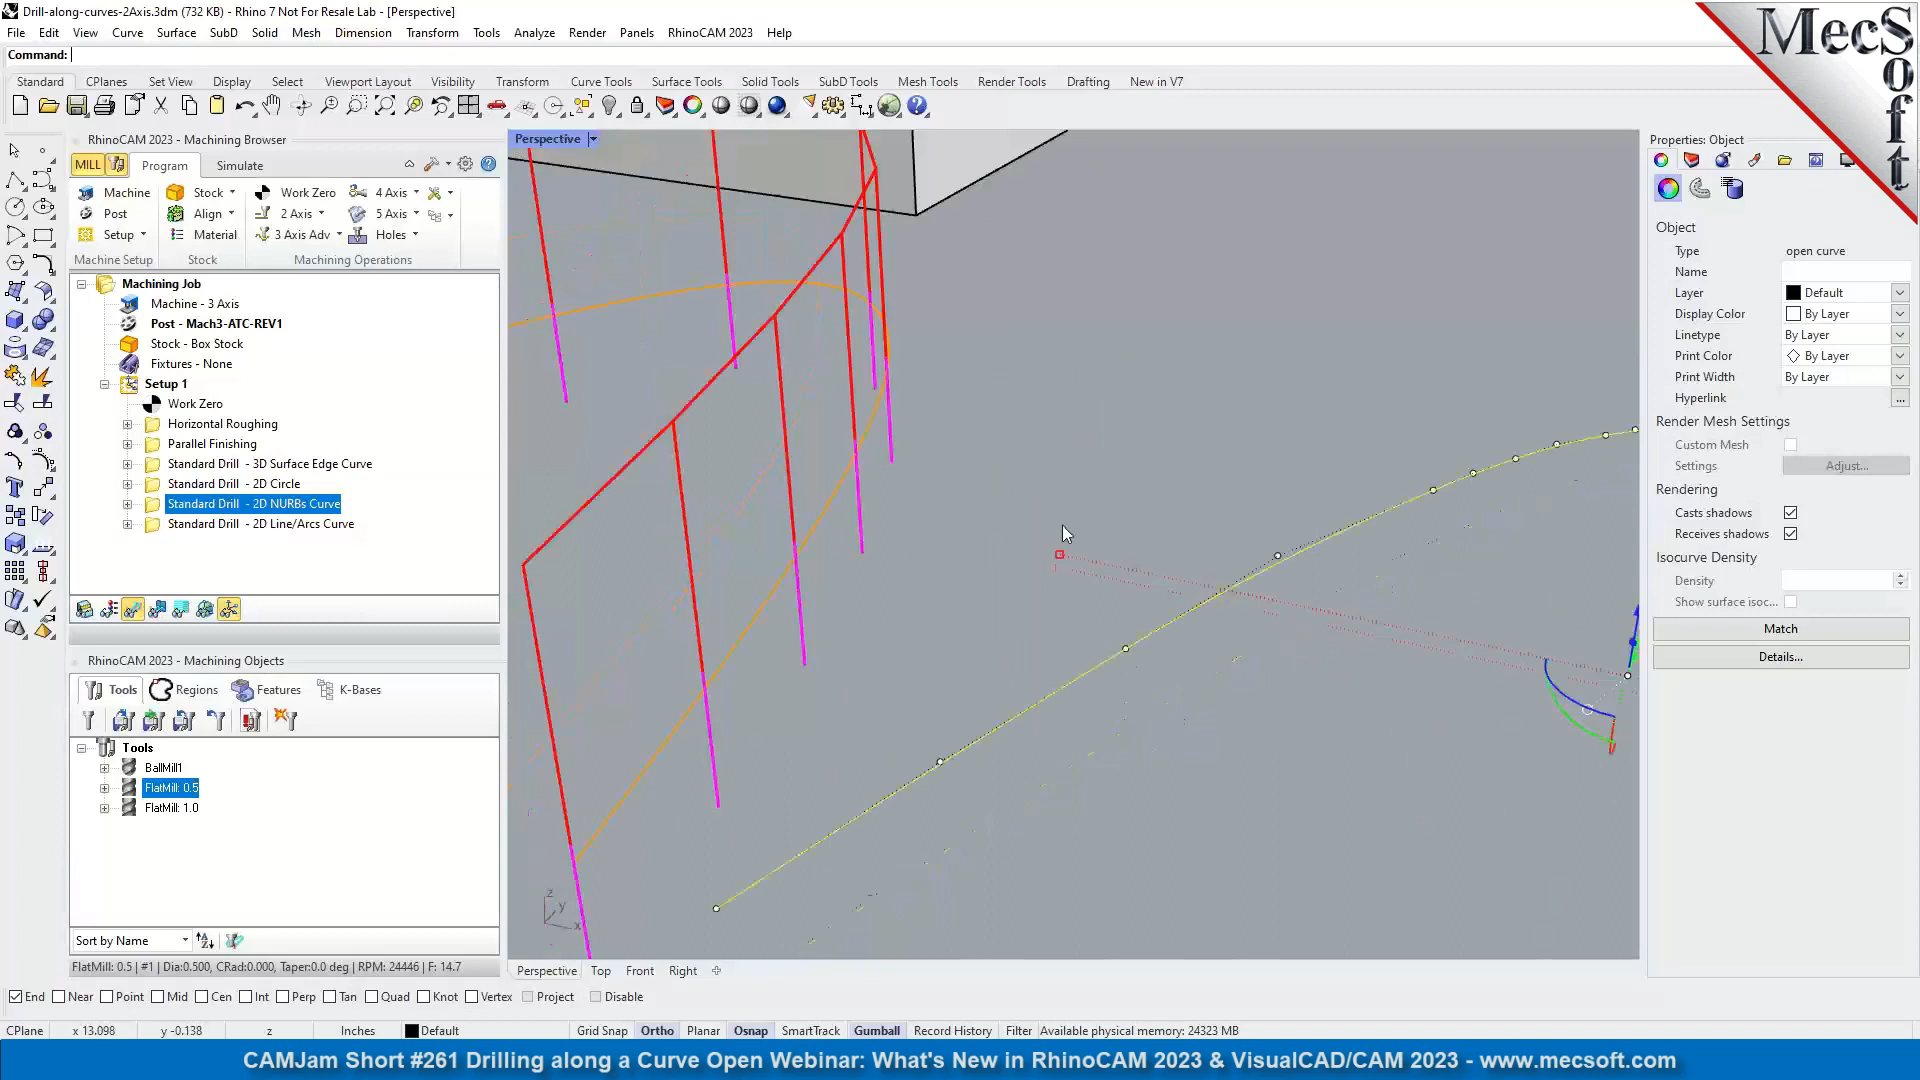 Drill-along-curves-2Axis.3dm (732 KB) - Rhino 7 Not For Resale Lab - [Perspective]
File Edit View Curve Surface SubD Solid Mesh Dimension Transform Tools Analyze Render Panels RhinoCAM 2023 Help
Command:
Standard CPlanes Set View Display Select Viewport Layout Visibility Transform Curve Tools Surface Tools Solid Tools SubD Tools Mesh Tools Render Tools Drafting New in V7
MecSoft
RhinoCAM 2023 - Machining Browser
MILL Program Simulate
Machine Stock Work Zero 4 Axis
Post Align 2 Axis 5 Axis
Setup Material 3 Axis Adv Holes
Machine Setup Stock Machining Operations
Machining Job
Machine - 3 Axis
Post - Mach3-ATC-REV1
Stock - Box Stock
Fixtures - None
Setup 1
Work Zero
Horizontal Roughing
Parallel Finishing
Standard Drill - 3D Surface Edge Curve
Standard Drill - 2D Circle
Standard Drill - 2D NURBs Curve
Standard Drill - 2D Line/Arcs Curve
RhinoCAM 2023 - Machining Objects
Tools Regions Features K-Bases
Tools
BallMill1
FlatMill: 0.5
FlatMill: 1.0
Sort by Name
FlatMill: 0.5 | #1 | Dia:0.500, CRad:0.000, Taper:0.0 deg | RPM: 24446 | F: 14.7
Perspective
z
y
x
Perspective Top Front Right
Properties: Object
Object
Type open curve
Name
Layer Default
Display Color By Layer
Linetype By Layer
Print Color By Layer
Print Width By Layer
Hyperlink ...
Render Mesh Settings
Custom Mesh
Settings Adjust...
Rendering
Casts shadows
Receives shadows
Isocurve Density
Density
Show surface isoc...
Match
Details...
End Near Point Mid Cen Int Perp Tan Quad Knot Vertex Project Disable
CPlane x 13.098 y -0.138 z Inches Default Grid Snap Ortho Planar Osnap SmartTrack Gumball Record History Filter Available physical memory: 24323 MB
CAMJam Short #261 Drilling along a Curve Open Webinar: What's New in RhinoCAM 2023 & VisualCAD/CAM 2023 - www.mecsoft.com